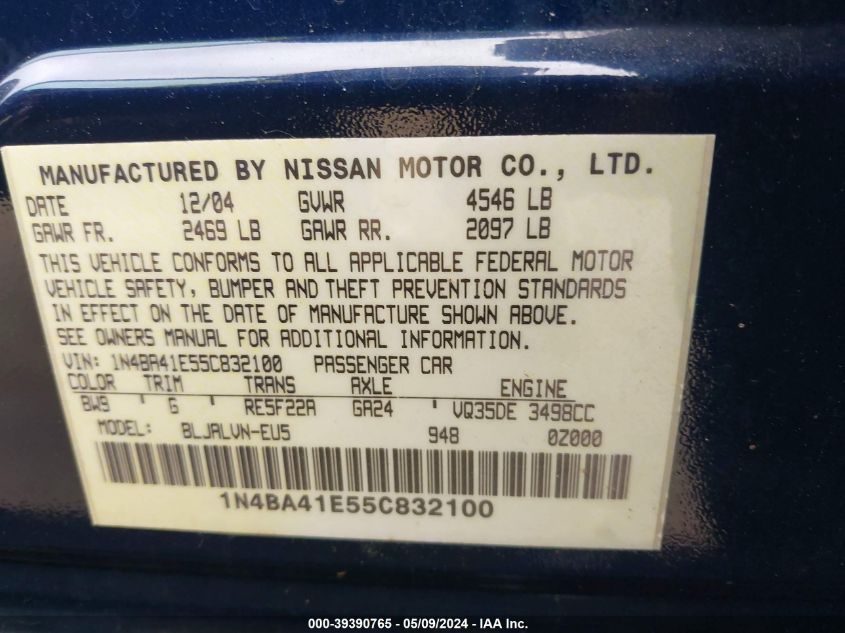 MANUFACTURED BY NISSAN MOTOR CO., LTD.
DATE 12/04 GVWR 4546 LB
GAWR FR. 2469 LB GAWR RR. 2097 LB
THIS VEHICLE CONFORMS TO ALL APPLICABLE FEDERAL MOTOR
VEHICLE SAFETY, BUMPER AND THEFT PREVENTION STANDARDS
IN EFFECT ON THE DATE OF MANUFACTURE SHOWN ABOVE.
SEE OWNERS MANUAL FOR ADDITIONAL INFORMATION.
VIN: 1N4BA41E55C832100 PASSENGER CAR
COLOR TRIM TRANS AXLE ENGINE
BW9 ' G ' RE5F22A GA24 ' VQ35DE 3498CC
MODEL: BLJALVN-EU5 948 0Z000
1N4BA41E55C832100
000-39390765 - 05/09/2024 - IAA Inc.